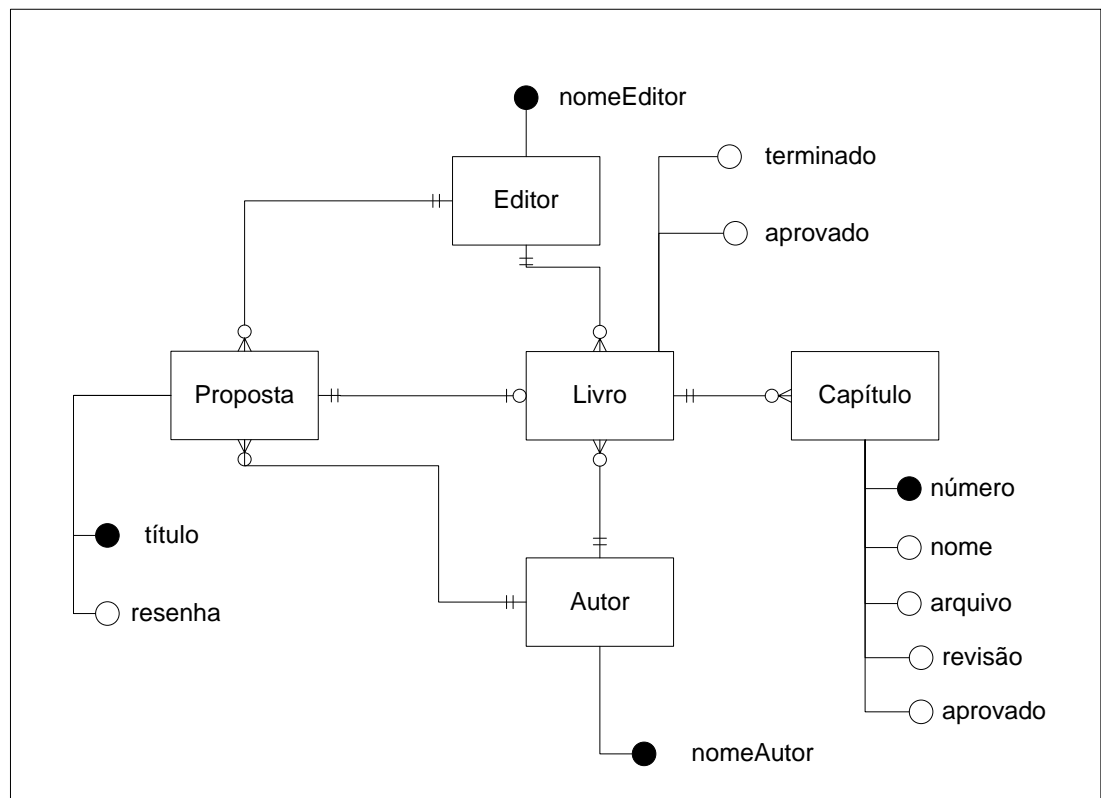 nomeEditor
terminado
Editor
aprovado
Proposta
Livro
Capítulo
número
título
nome
resenha
Autor
arquivo
revisão
aprovado
nomeAutor